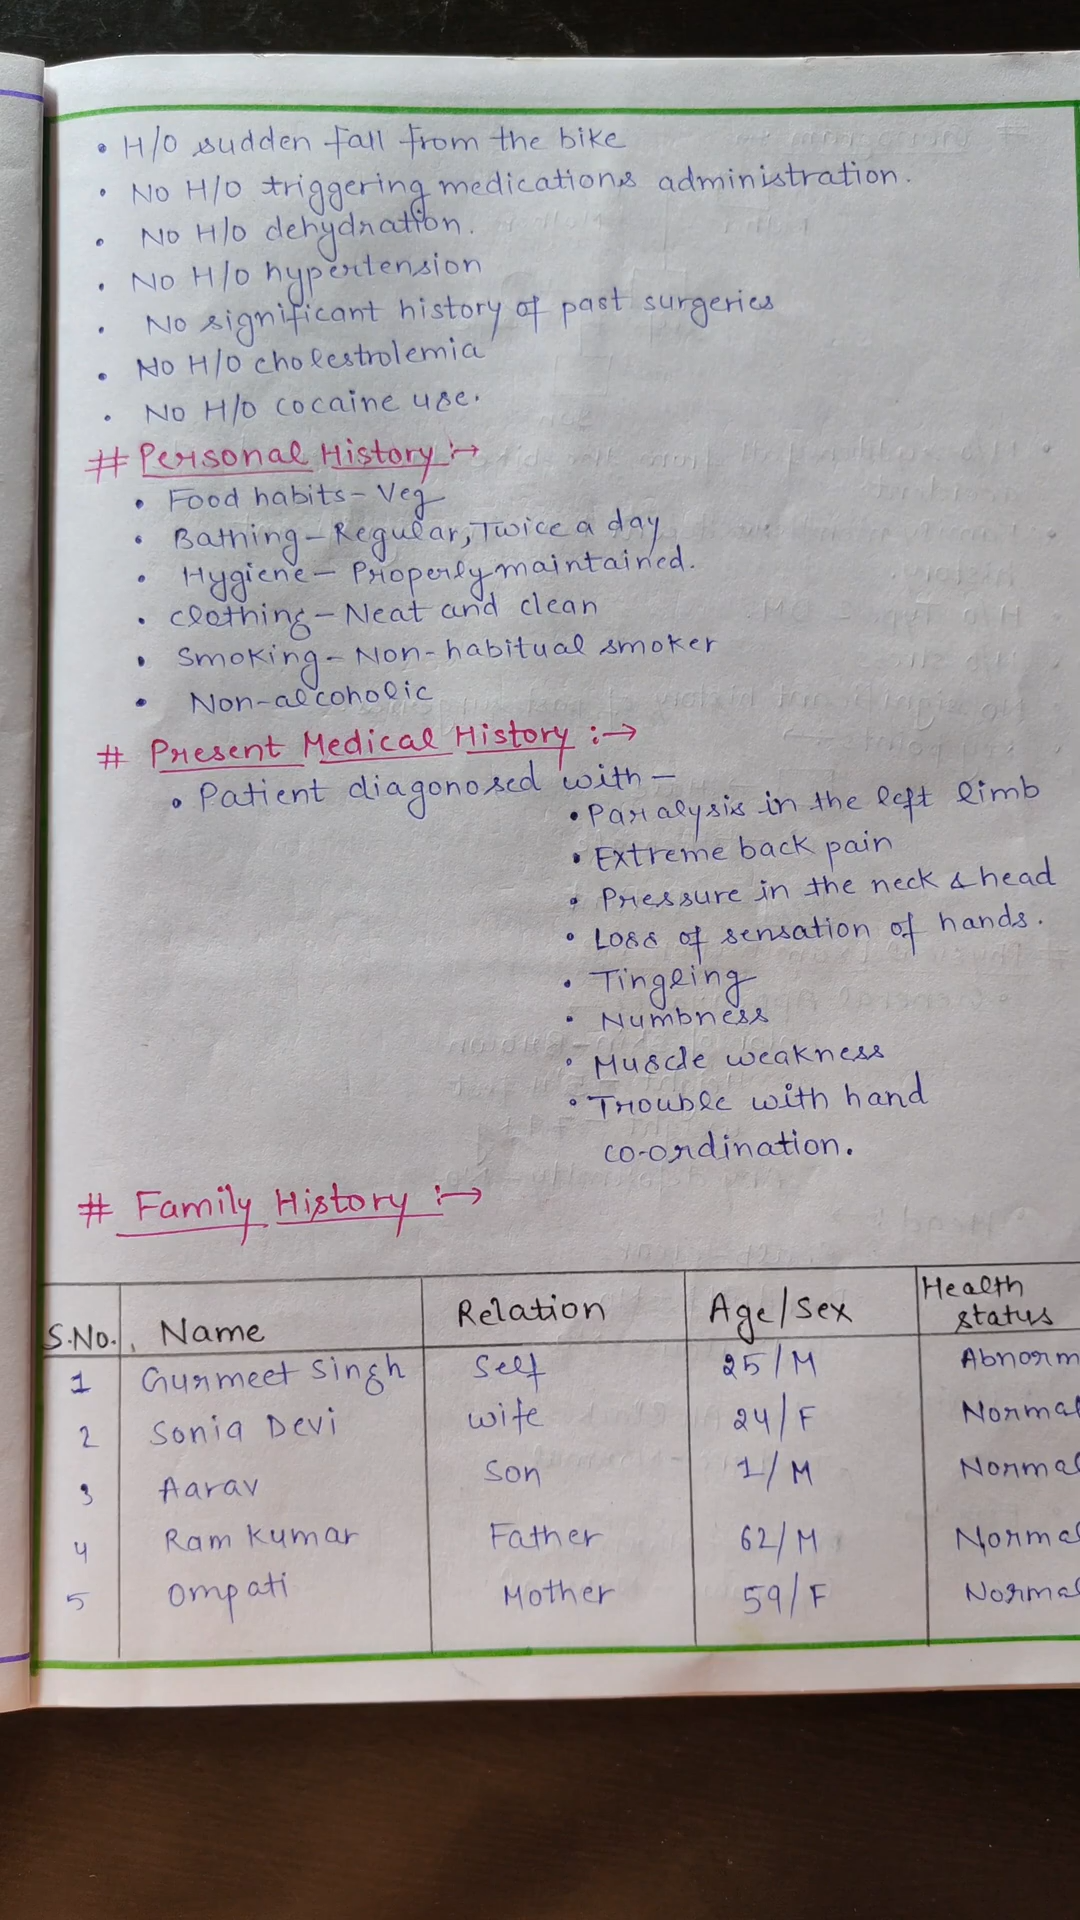 • H/O sudden fall from the bike
• No H/O triggering medications administration.
• No H/O dehydration.
• No H/O hypertension
• No significant history of past surgeries
• No H/O cholestrolemia
• No H/O cocaine use.
# Personal History :→
• Food habits - Veg
• Bathing - Regular, Twice a day
• Hygiene - Properly maintained.
• Clothing - Neat and clean
• Smoking - Non-habitual smoker
• Non-alcoholic
# Present Medical History :→
• Patient diagonosed with -
• Paralysis in the left limb
• Extreme back pain
• Pressure in the neck & head
• Loss of sensation of hands.
• Tingling
• Numbness
• Muscle weakness
• Trouble with hand
co-ordination.
# Family History :→
S.No. Name Relation Age/Sex Health status
1 Gurmeet Singh Self 25/M Abnorm
2 Sonia Devi wife 24/F Normal
3 Aarav Son 1/M Normal
4 Ram Kumar Father 62/M Norma
5 Ompati Mother 59/F Normal